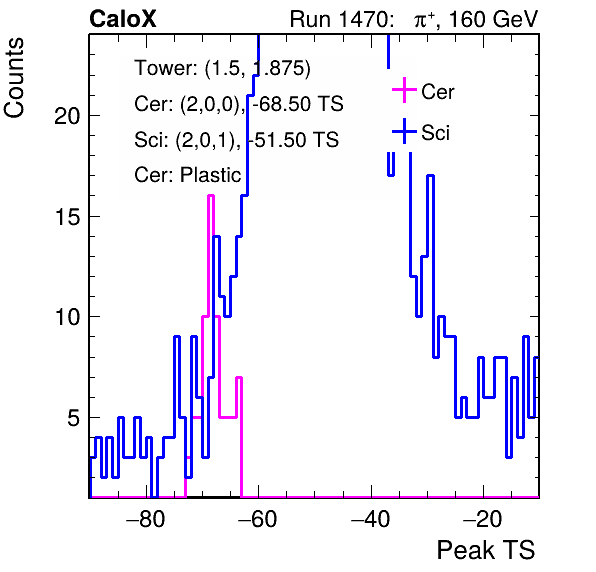 CaloX Run 1470: π⁺, 160 GeV
Counts
Tower: (1.5, 1.875)
Cer: (2,0,0), -68.50 TS
Sci: (2,0,1), -51.50 TS
Cer: Plastic
Cer
Sci
20
15
10
5
−80 −60 −40 −20
Peak TS